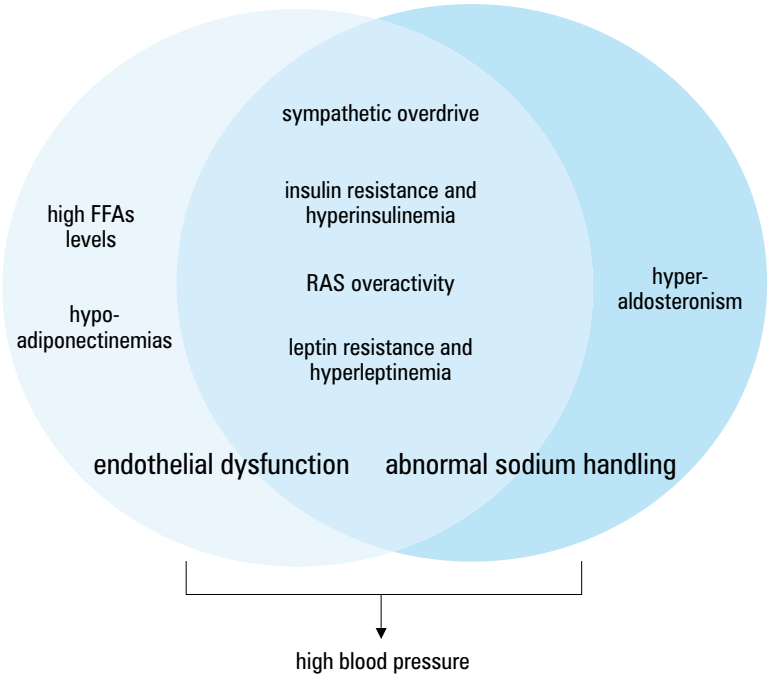 sympathetic overdrive
insulin resistance and
hyperinsulinemia
high FFAs
levels
RAS overactivity
hyper-
aldosteronism
hypo-
adiponectinemias
leptin resistance and
hyperleptinemia
endothelial dysfunction
abnormal sodium handling
high blood pressure